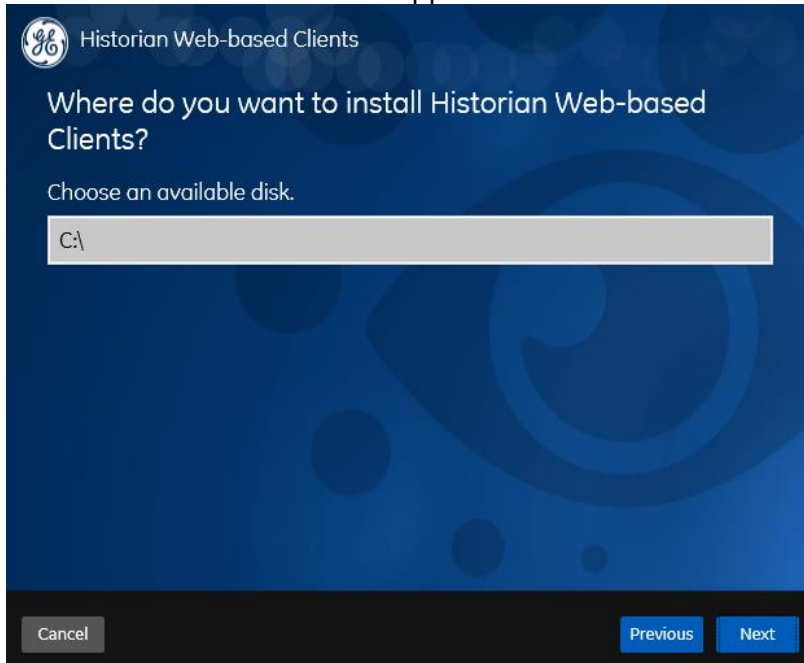 Historian Web-based Clients
Where do you want to install Historian Web-based
Clients?
Choose an available disk.
C:\
Cancel
Previous
Next